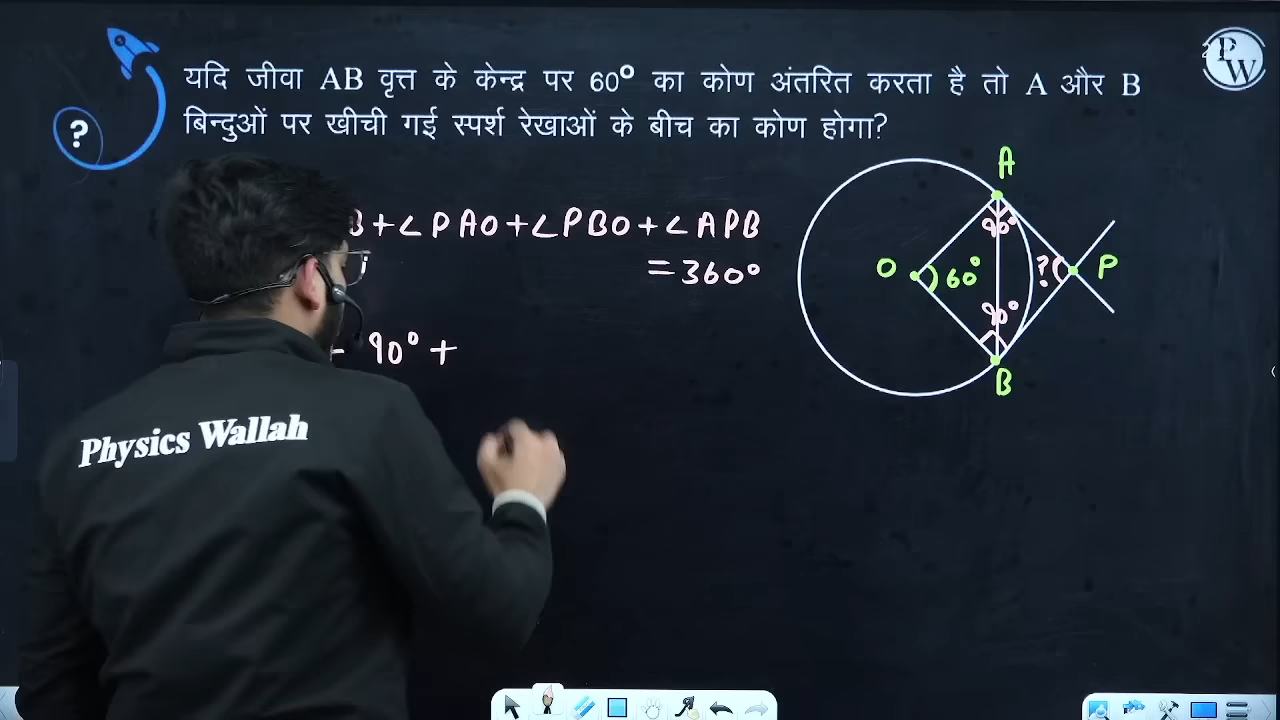 यदि जीवा AB वृत्त के केन्द्र पर 60° का कोण अंतरित करता है तो A और B
बिन्दुओं पर खीची गई स्पर्श रेखाओं के बीच का कोण होगा?
?
PW
B + ∠PAO + ∠PBO + ∠APB
= 360°
90° +
A
90°
O
60°
?
P
90°
B
Physics Wallah